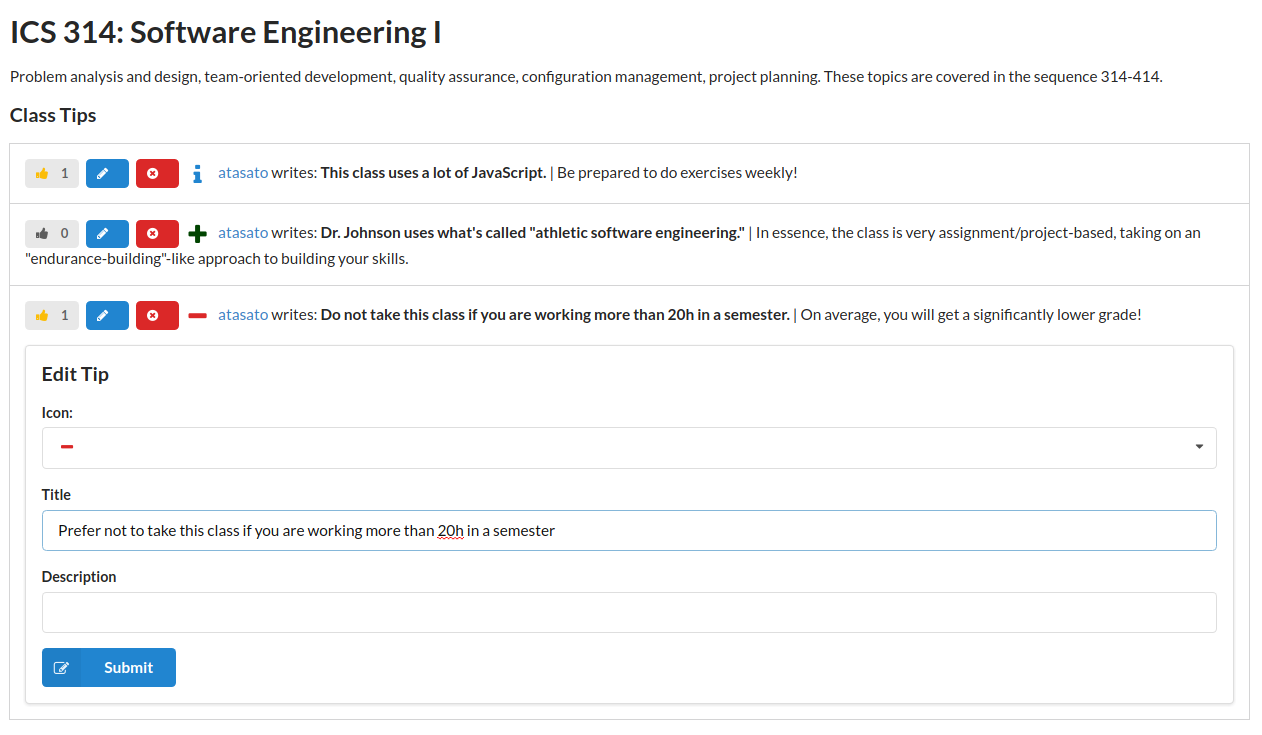 ICS 314: Software Engineering I
Problem analysis and design, team-oriented development, quality assurance, configuration management, project planning. These topics are covered in the sequence 314-414.
Class Tips
1 atasato writes: This class uses a lot of JavaScript. | Be prepared to do exercises weekly!
0 atasato writes: Dr. Johnson uses what's called "athletic software engineering." | In essence, the class is very assignment/project-based, taking on an
"endurance-building"-like approach to building your skills.
1 atasato writes: Do not take this class if you are working more than 20h in a semester. | On average, you will get a significantly lower grade!
Edit Tip
Icon:
Title
Prefer not to take this class if you are working more than 20h in a semester
Description
Submit